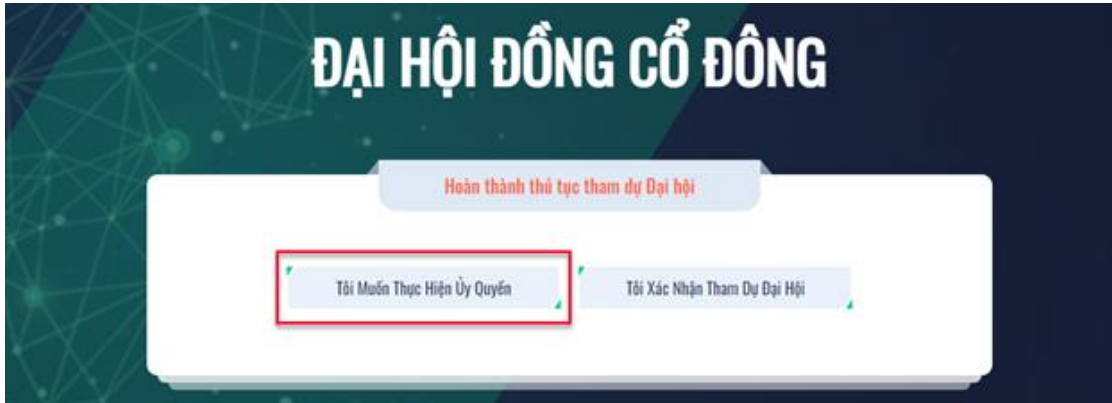 ĐẠI HỘI ĐỒNG CỔ ĐÔNG
Hoàn thành thủ tục tham dự Đại hội
Tôi Muốn Thực Hiện Ủy Quyền Tôi Xác Nhận Tham Dự Đại Hội